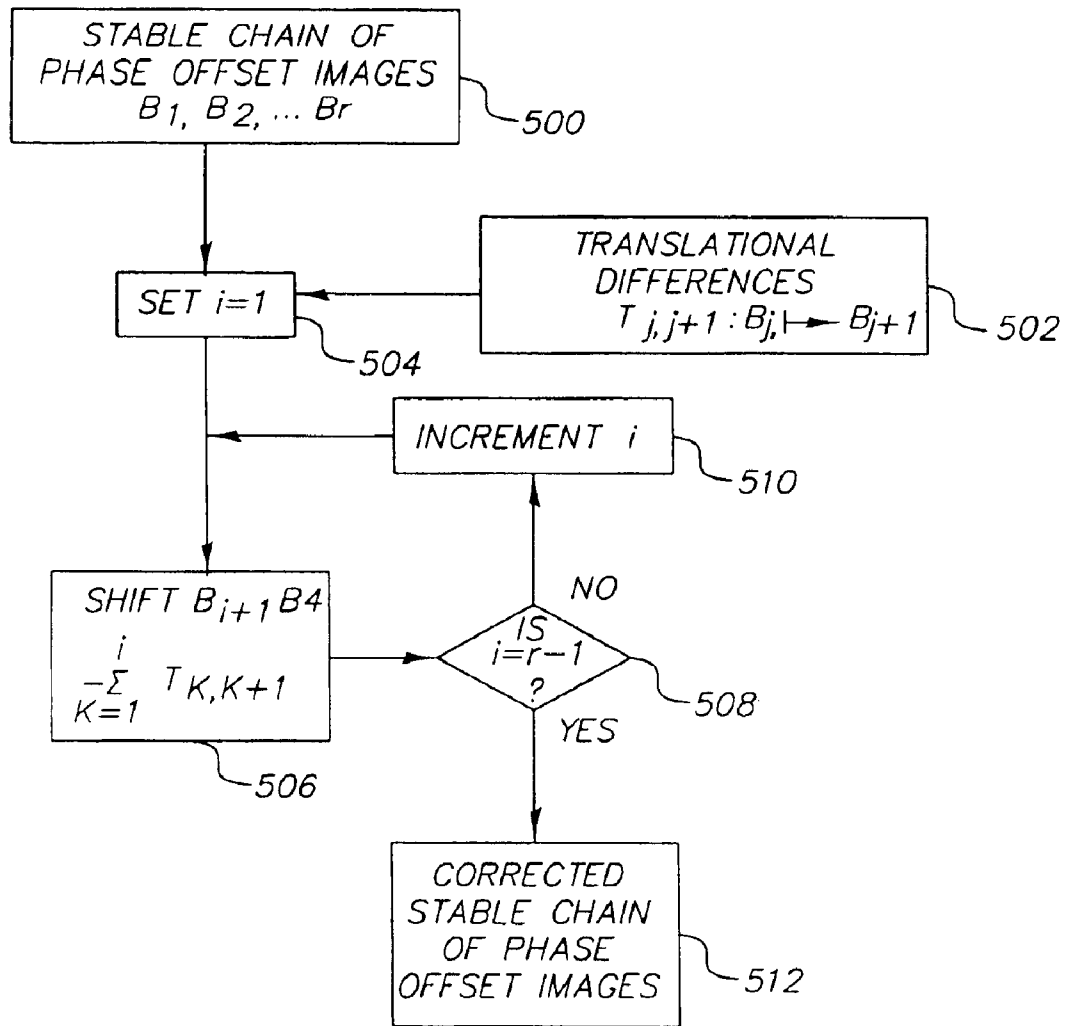 STABLE CHAIN OF
PHASE OFFSET IMAGES
B1, B2, ... Br
500
TRANSLATIONAL
DIFFERENCES
T j, j+1 : Bj, ↦ Bj+1
502
SET i=1
504
INCREMENT i
510
SHIFT Bi+1 B4
i
-Σ TK, K+1
K=1
506
NO
IS
i=r-1
?
508
YES
CORRECTED
STABLE CHAIN
OF PHASE
OFFSET IMAGES
512